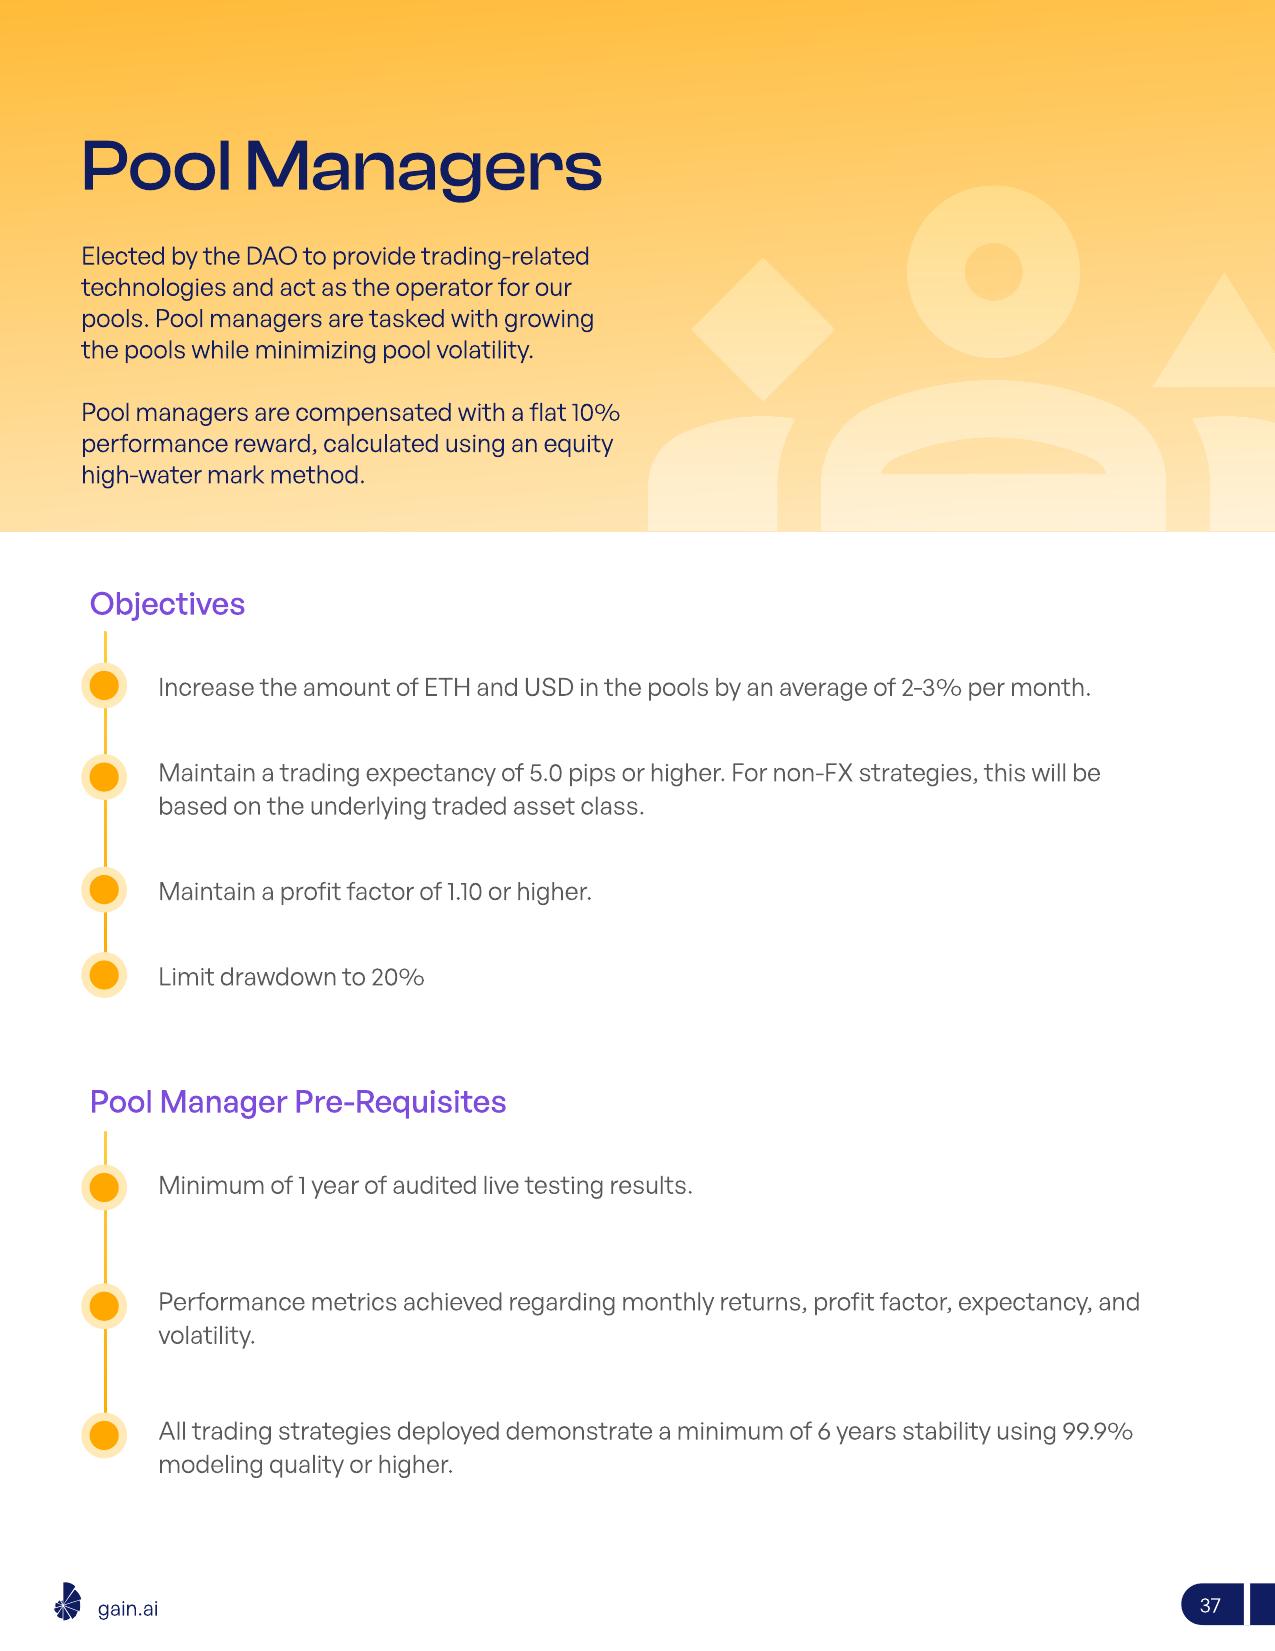 Pool Managers
Elected by the DAO to provide trading-related
technologies and act as the operator for our
pools. Pool managers are tasked with growing
the pools while minimizing pool volatility.
Pool managers are compensated with a flat 10%
performance reward, calculated using an equity
high-water mark method.
Objectives
Increase the amount of ETH and USD in the pools by an average of 2-3% per month.
Maintain a trading expectancy of 5.0 pips or higher. For non-FX strategies, this will be
based on the underlying traded asset class.
Maintain a profit factor of 1.10 or higher.
Limit drawdown to 20%
Pool Manager Pre-Requisites
Minimum of 1 year of audited live testing results.
Performance metrics achieved regarding monthly returns, profit factor, expectancy, and
volatility.
All trading strategies deployed demonstrate a minimum of 6 years stability using 99.9%
modeling quality or higher.
gain.ai
37